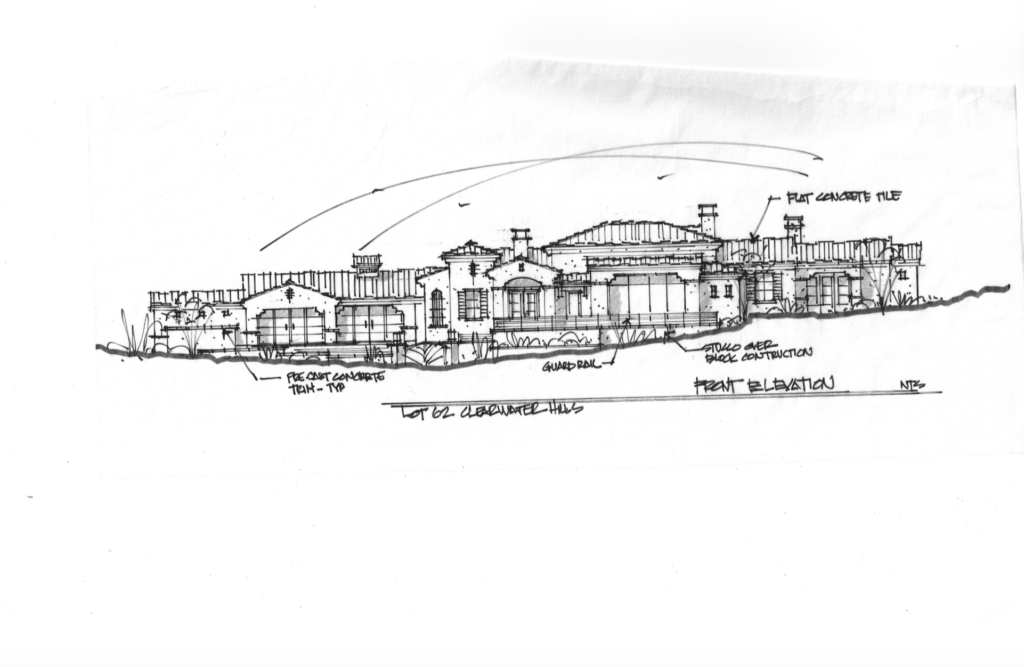 FLAT CONCRETE TILE
STUCCO OVER
BLOCK CONTRUCTION
GUARD RAIL
PRE-CAST CONCRETE
TRIM - TYP
FRONT ELEVATION
NTS
LOT 62 CLEARWATER HILLS